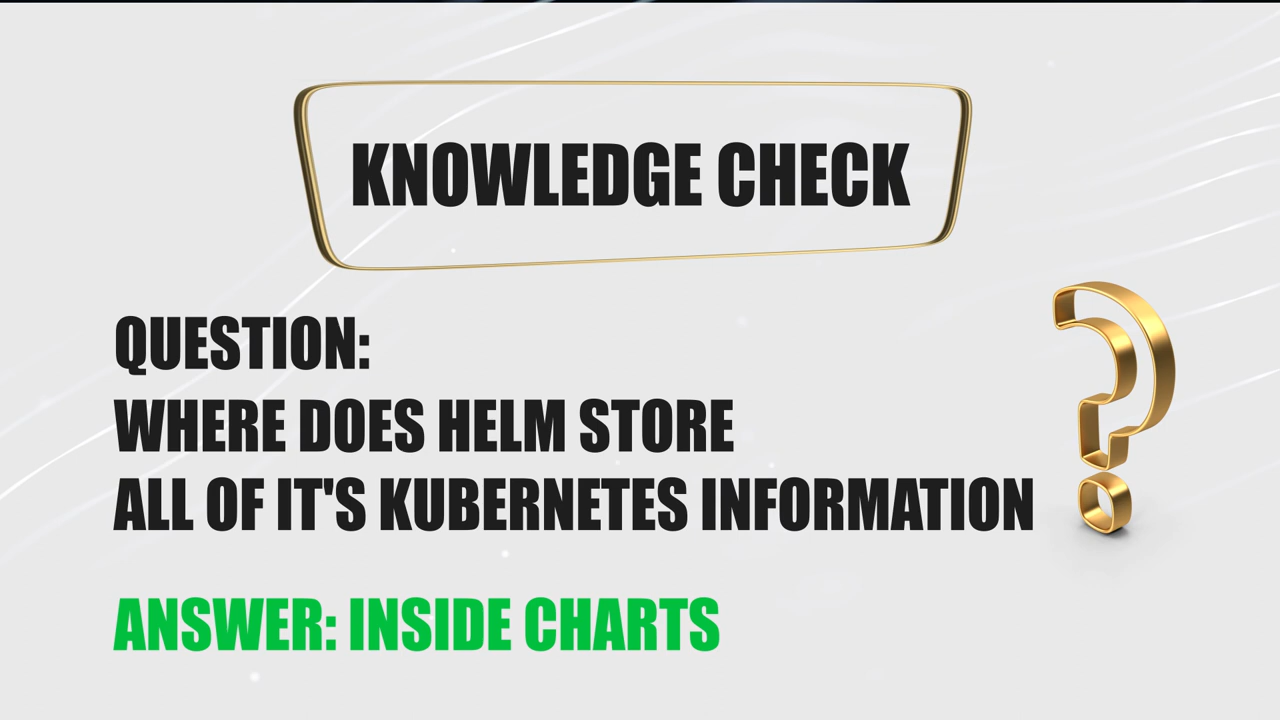 KNOWLEDGE CHECK
QUESTION:
WHERE DOES HELM STORE
ALL OF IT'S KUBERNETES INFORMATION
ANSWER: INSIDE CHARTS